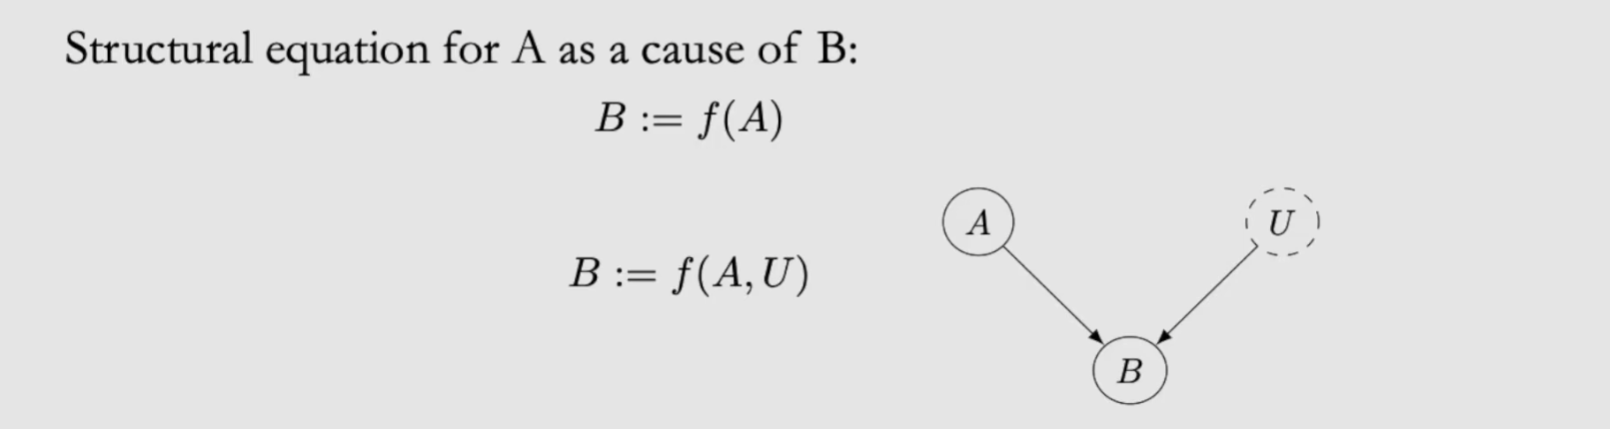 Structural equation for A as a cause of B:
B := f(A)
B := f(A, U)
A
U
B